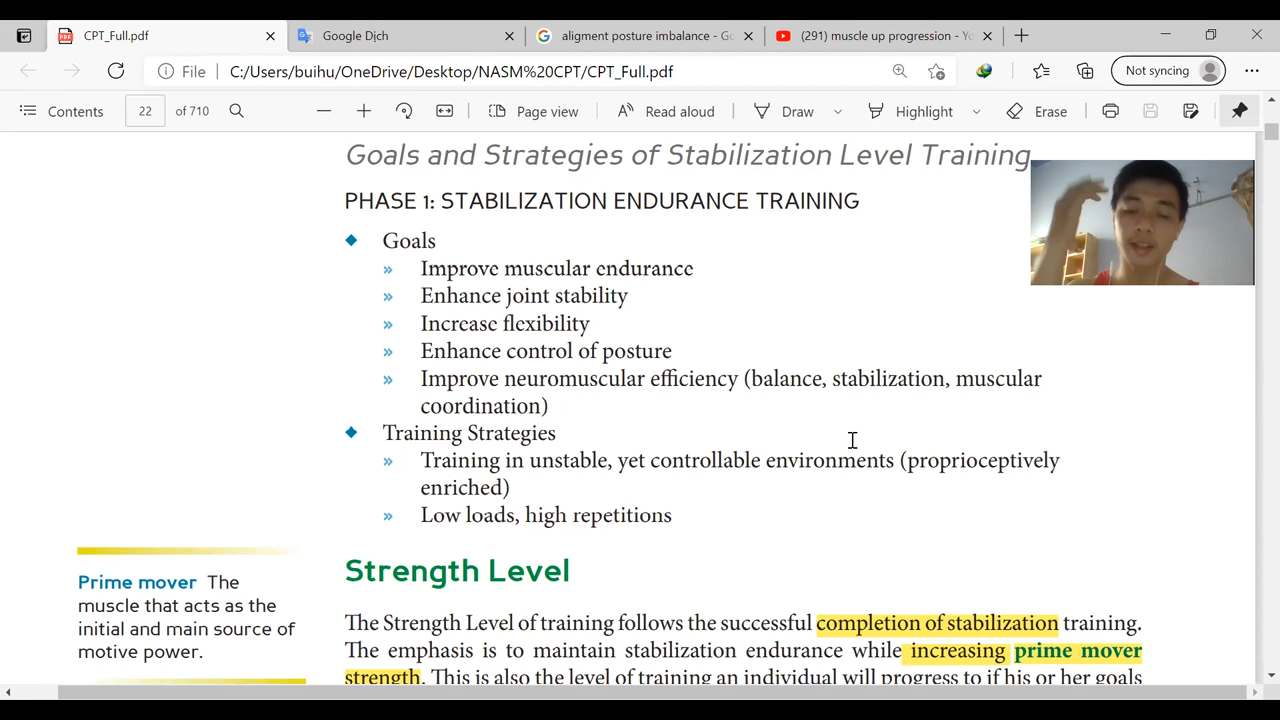 CPT_Full.pdf
Google Dịch
aligment posture imbalance - Go
(291) muscle up progression - Yo
File
C:/Users/buihu/OneDrive/Desktop/NASM%20CPT/CPT_Full.pdf
Not syncing
Contents
22
of 710
Page view
Read aloud
Draw
Highlight
Erase
Goals and Strategies of Stabilization Level Training
PHASE 1: STABILIZATION ENDURANCE TRAINING
Goals
» Improve muscular endurance
» Enhance joint stability
» Increase flexibility
» Enhance control of posture
» Improve neuromuscular efficiency (balance, stabilization, muscular
coordination)
Training Strategies
» Training in unstable, yet controllable environments (proprioceptively
enriched)
» Low loads, high repetitions
Prime mover The
muscle that acts as the
initial and main source of
motive power.
Strength Level
The Strength Level of training follows the successful completion of stabilization training.
The emphasis is to maintain stabilization endurance while increasing prime mover
strength. This is also the level of training an individual will progress to if his or her goals